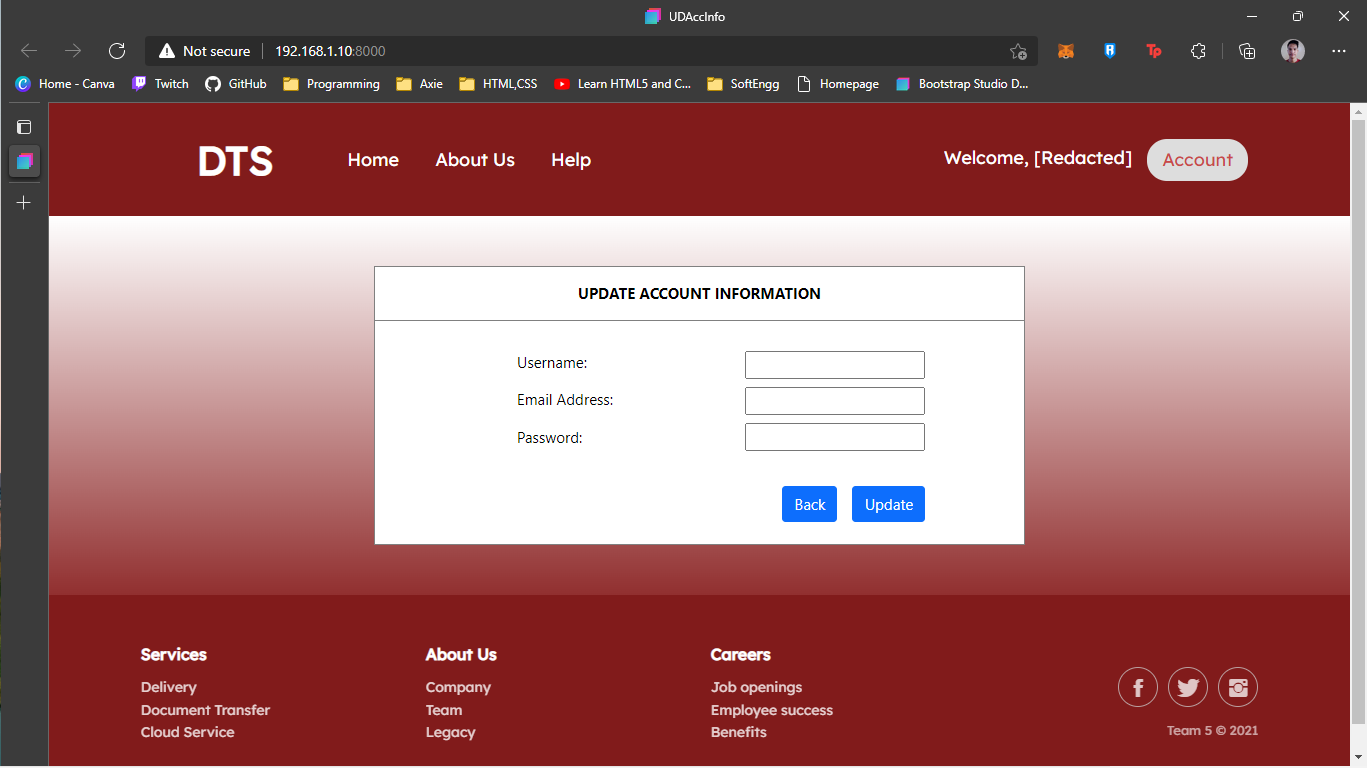 UDAccInfo
Not secure 192.168.1.10:8000
Home - Canva Twitch GitHub Programming Axie HTML,CSS Learn HTML5 and C... SoftEngg Homepage Bootstrap Studio D...
DTS Home About Us Help Welcome, [Redacted] Account
UPDATE ACCOUNT INFORMATION
Username:
Email Address:
Password:
Back Update
Services About Us Careers
Delivery Company Job openings
Document Transfer Team Employee success
Cloud Service Legacy Benefits
Team 5 © 2021